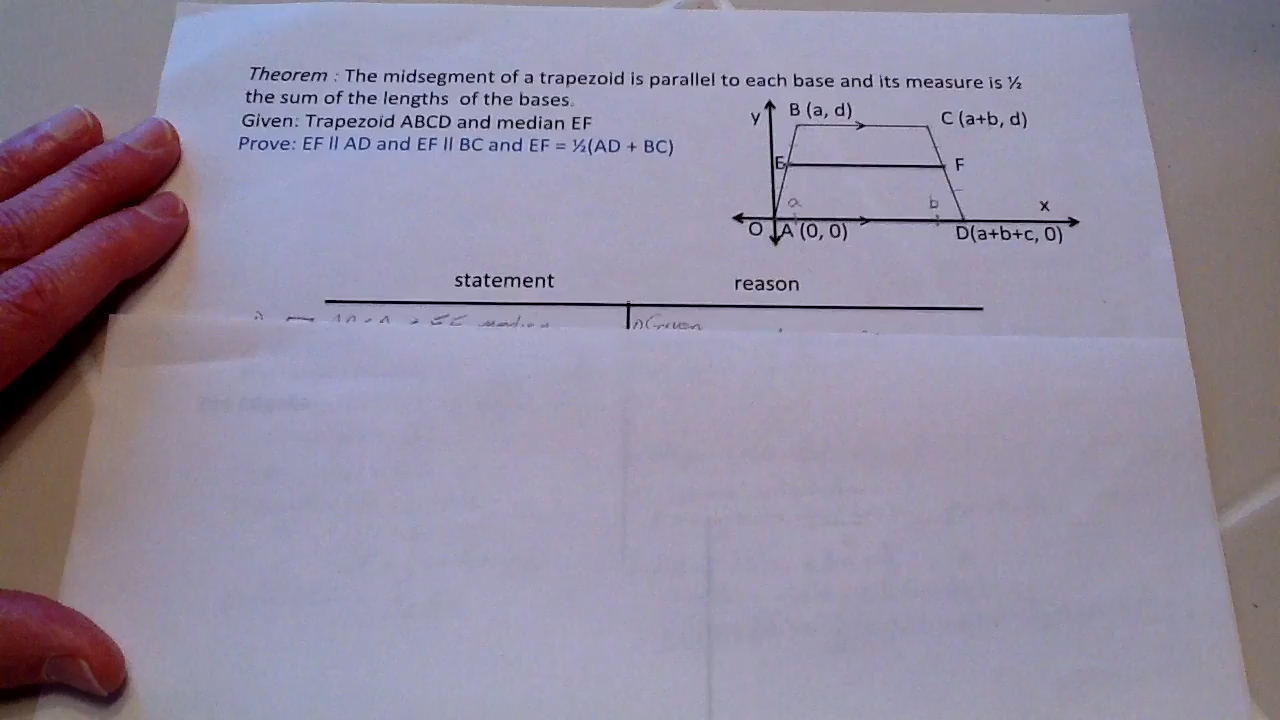 Theorem : The midsegment of a trapezoid is parallel to each base and its measure is ½
the sum of the lengths of the bases.
Given: Trapezoid ABCD and median EF
Prove: EF ll AD and EF ll BC and EF = ½(AD + BC)
y
B (a, d)
C (a+b, d)
E
F
a
b
x
O
A (0, 0)
D(a+b+c, 0)
statement
reason
1) Given